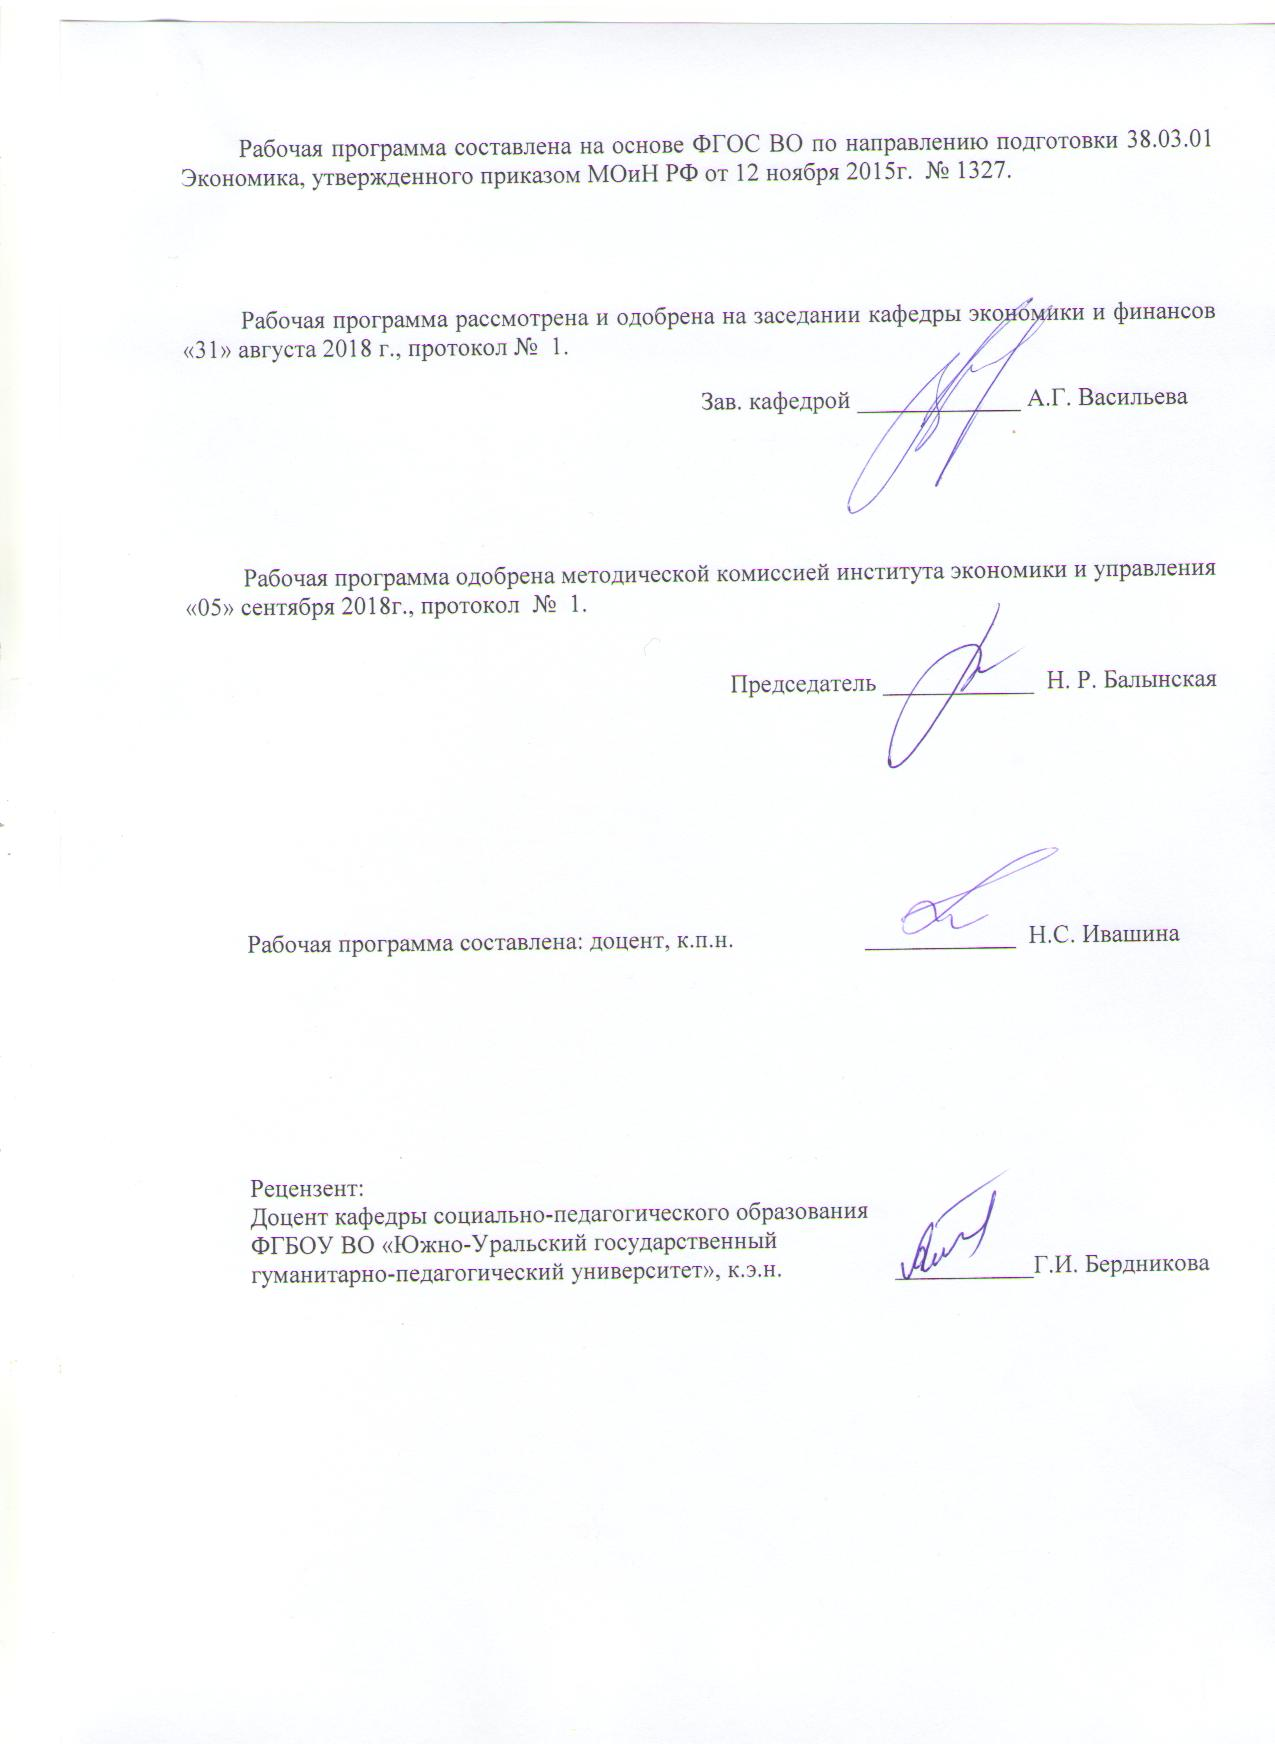 Рабочая программа составлена на основе ФГОС ВО по направлению подготовки 38.03.01
Экономика, утвержденного приказом МОиН РФ от 12 ноября 2015г. № 1327.
Рабочая программа рассмотрена и одобрена на заседании кафедры экономики и финансов
«31» августа 2018 г., протокол № 1.
Зав. кафедрой _____________ А.Г. Васильева
Рабочая программа одобрена методической комиссией института экономики и управления
«05» сентября 2018г., протокол № 1.
Председатель ____________ Н. Р. Балынская
Рабочая программа составлена: доцент, к.п.н. ____________ Н.С. Ивашина
Рецензент:
Доцент кафедры социально-педагогического образования
ФГБОУ ВО «Южно-Уральский государственный
гуманитарно-педагогический университет», к.э.н. ___________Г.И. Бердникова